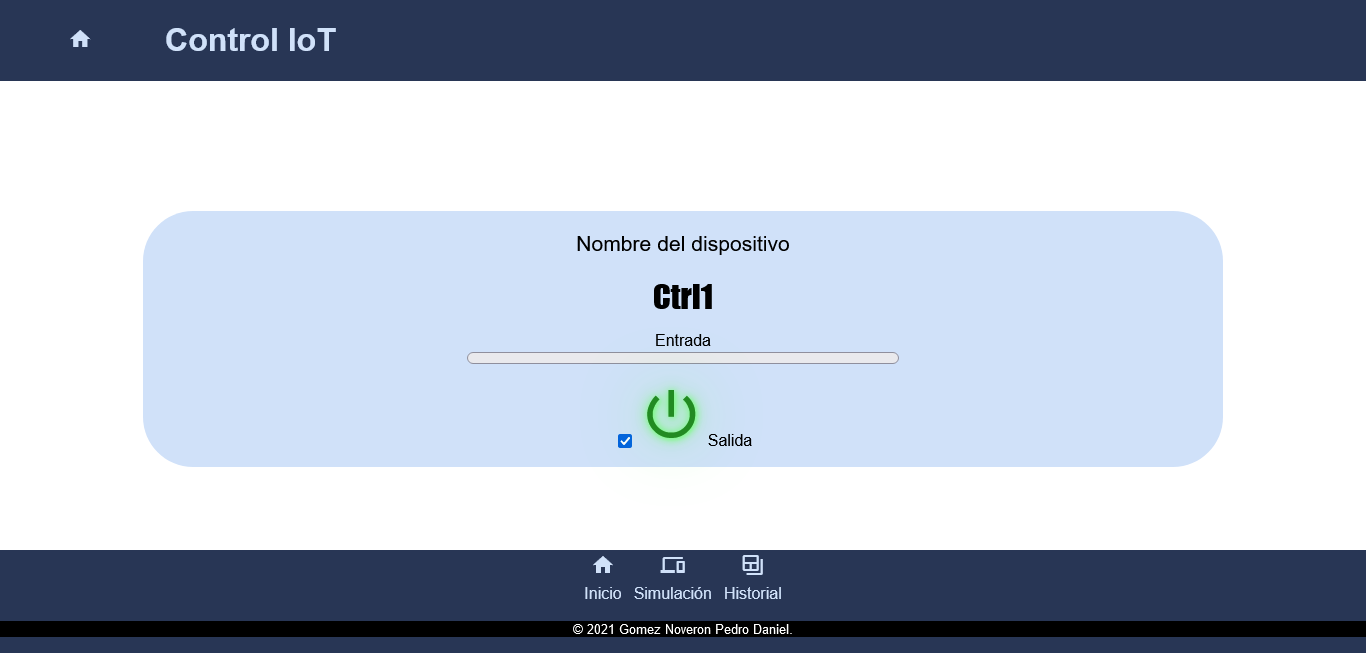 Control IoT
Nombre del dispositivo
Ctrl1
Entrada
Salida
Inicio Simulación Historial
© 2021 Gomez Noveron Pedro Daniel.